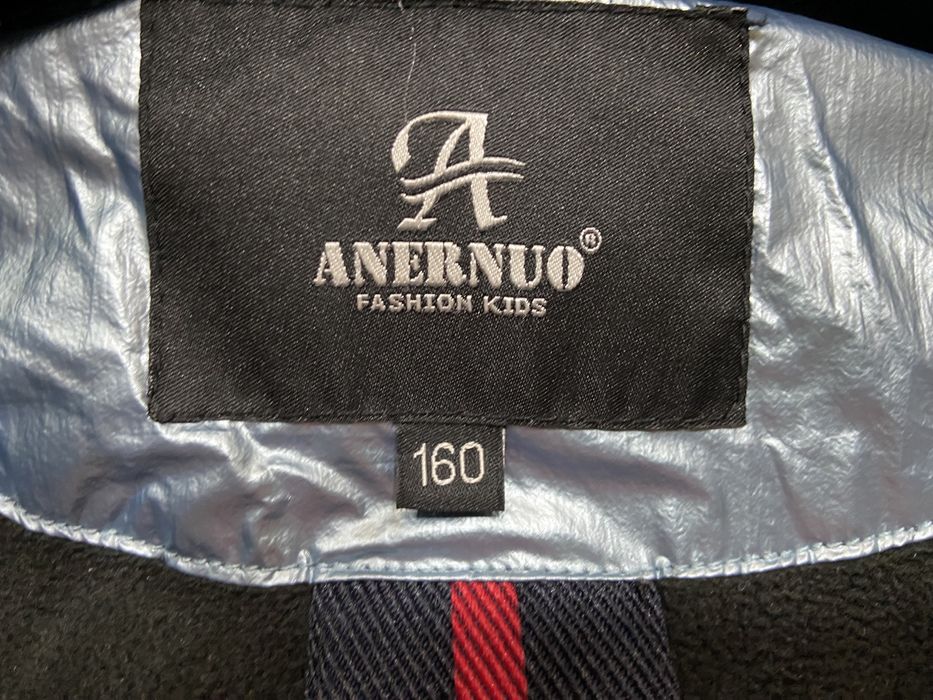 A
ANERNUO®
FASHION KIDS
160